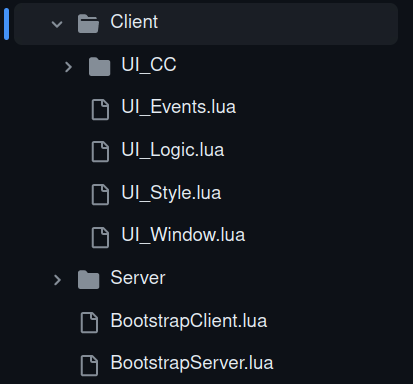 Client
UI_CC
UI_Events.lua
UI_Logic.lua
UI_Style.lua
UI_Window.lua
Server
BootstrapClient.lua
BootstrapServer.lua